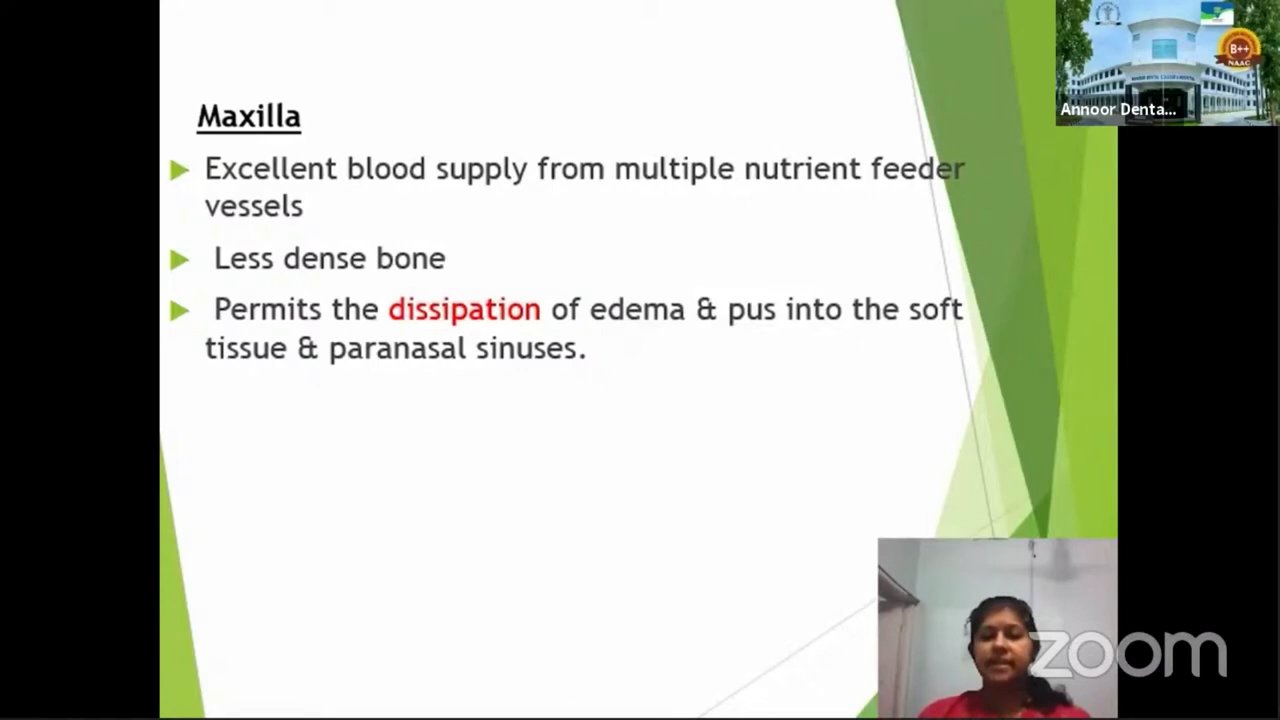 Maxilla
Excellent blood supply from multiple nutrient feeder
vessels
Less dense bone
Permits the dissipation of edema & pus into the soft
tissue & paranasal sinuses.
B++
NAAC
Annoor Denta...
zoom